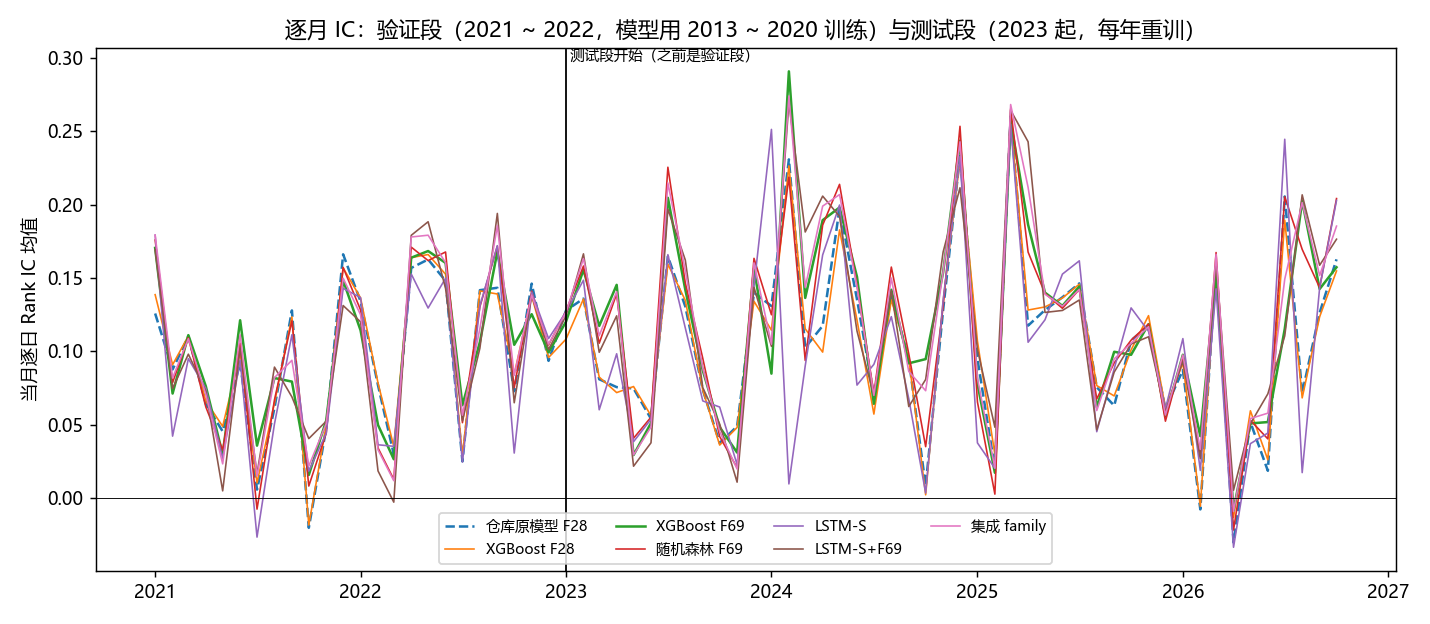 逐月 IC：验证段（2021 ~ 2022，模型用 2013 ~ 2020 训练）与测试段（2023 起，每年重训）
测试段开始（之前是验证段）
当月逐日 Rank IC 均值
0.30
0.25
0.20
0.15
0.10
0.05
0.00
仓库原模型 F28
XGBoost F28
XGBoost F69
随机森林 F69
LSTM-S
LSTM-S+F69
集成 family
2021
2022
2023
2024
2025
2026
2027